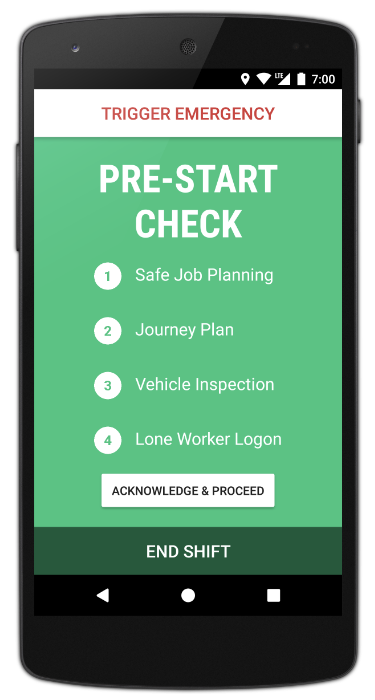 LTE 7:00
TRIGGER EMERGENCY
PRE-START
CHECK
1 Safe Job Planning
2 Journey Plan
3 Vehicle Inspection
4 Lone Worker Logon
ACKNOWLEDGE & PROCEED
END SHIFT